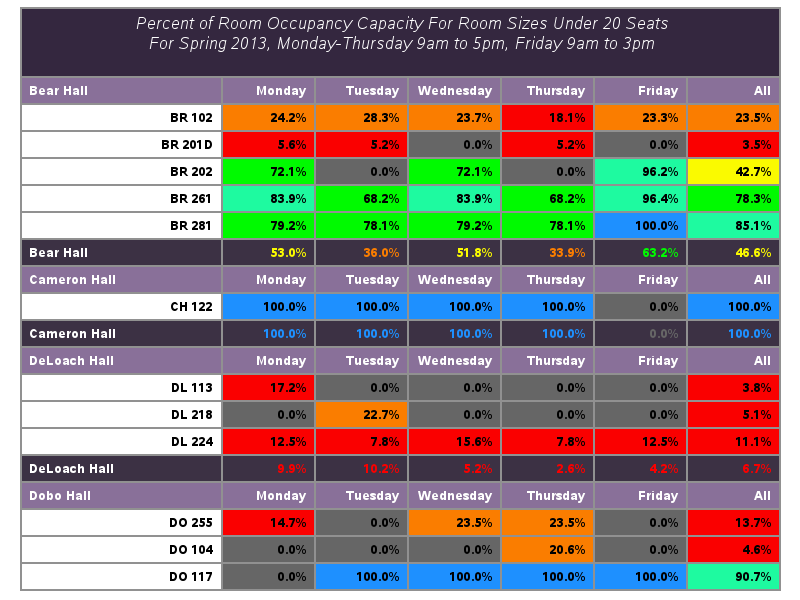 Percent of Room Occupancy Capacity For Room Sizes Under 20 Seats
For Spring 2013, Monday-Thursday 9am to 5pm, Friday 9am to 3pm
Bear Hall Monday Tuesday Wednesday Thursday Friday All
BR 102 24.2% 28.3% 23.7% 18.1% 23.3% 23.5%
BR 201D 5.6% 5.2% 0.0% 5.2% 0.0% 3.5%
BR 202 72.1% 0.0% 72.1% 0.0% 96.2% 42.7%
BR 261 83.9% 68.2% 83.9% 68.2% 96.4% 78.3%
BR 281 79.2% 78.1% 79.2% 78.1% 100.0% 85.1%
Bear Hall 53.0% 36.0% 51.8% 33.9% 63.2% 46.6%
Cameron Hall Monday Tuesday Wednesday Thursday Friday All
CH 122 100.0% 100.0% 100.0% 100.0% 0.0% 100.0%
Cameron Hall 100.0% 100.0% 100.0% 100.0% 0.0% 100.0%
DeLoach Hall Monday Tuesday Wednesday Thursday Friday All
DL 113 17.2% 0.0% 0.0% 0.0% 0.0% 3.8%
DL 218 0.0% 22.7% 0.0% 0.0% 0.0% 5.1%
DL 224 12.5% 7.8% 15.6% 7.8% 12.5% 11.1%
DeLoach Hall 9.9% 10.2% 5.2% 2.6% 4.2% 6.7%
Dobo Hall Monday Tuesday Wednesday Thursday Friday All
DO 255 14.7% 0.0% 23.5% 23.5% 0.0% 13.7%
DO 104 0.0% 0.0% 0.0% 20.6% 0.0% 4.6%
DO 117 0.0% 100.0% 100.0% 100.0% 100.0% 90.7%